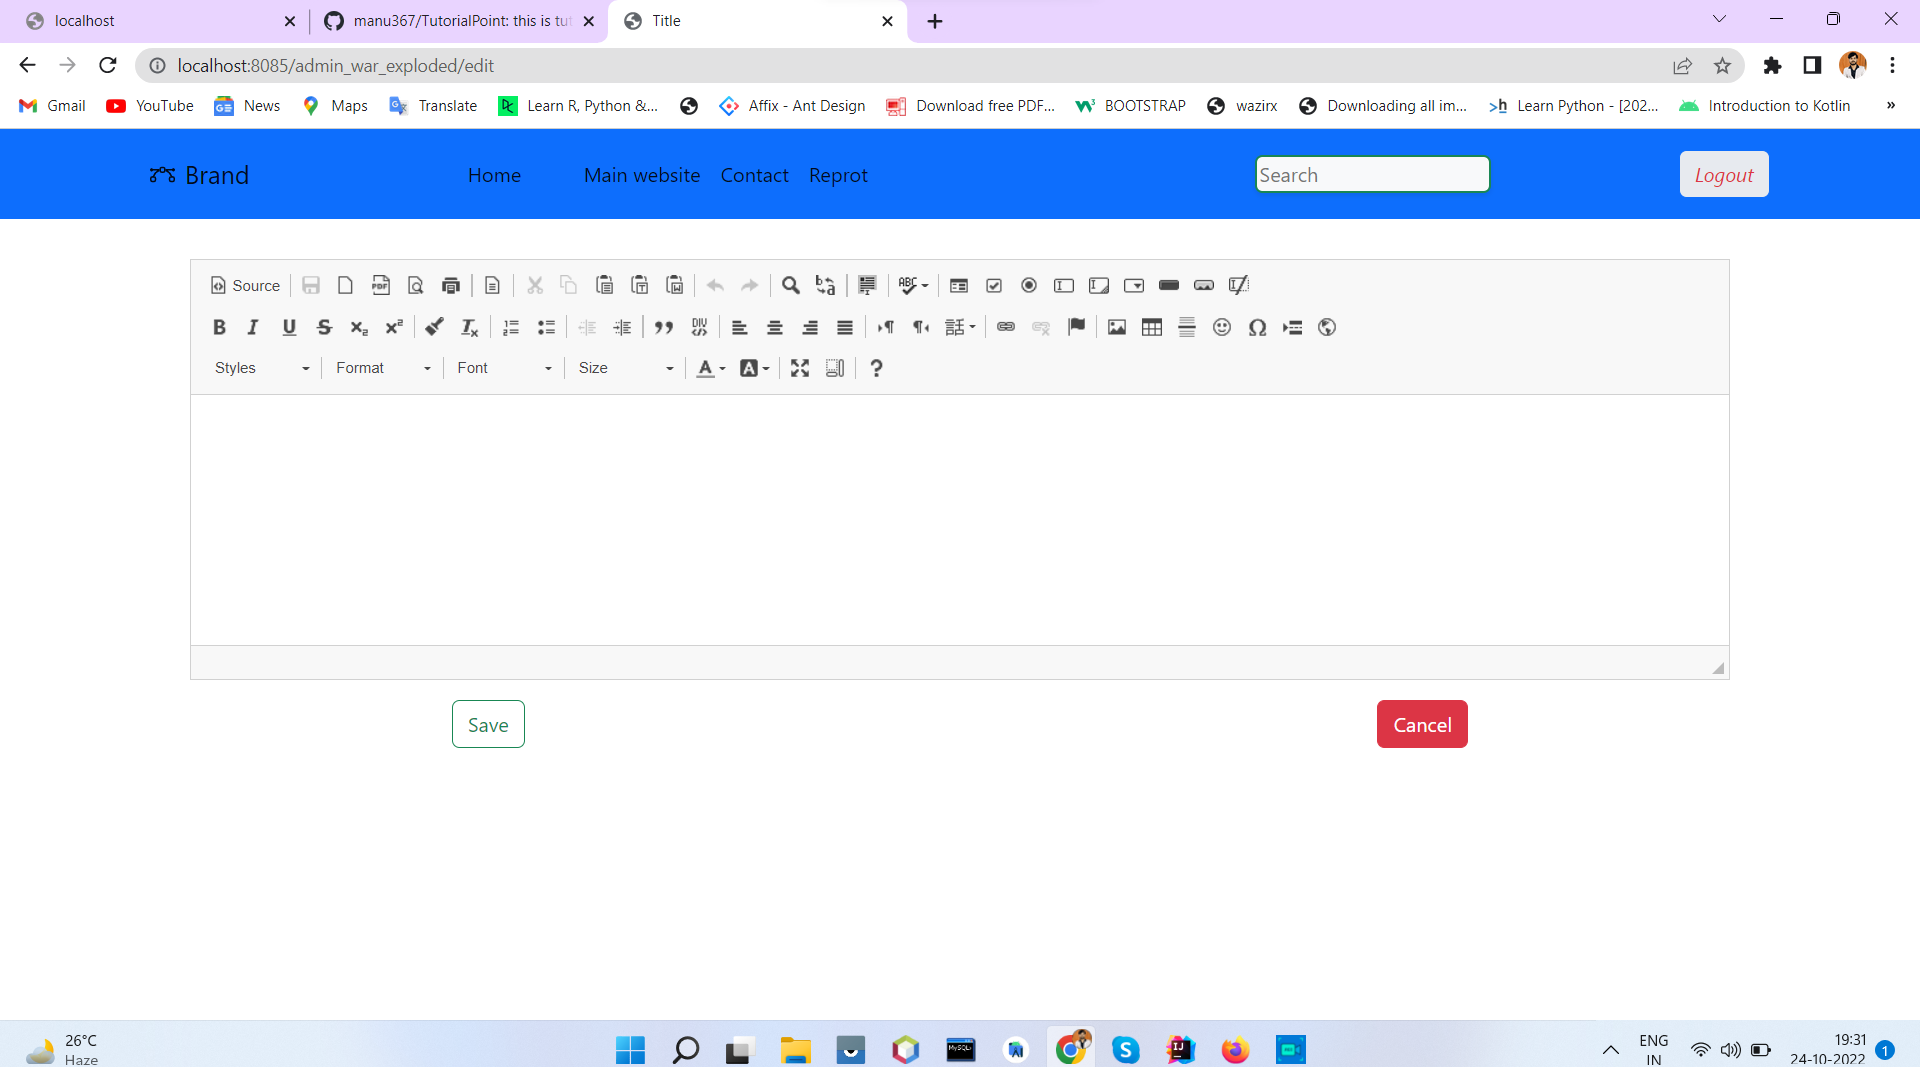 localhost
manu367/TutorialPoint: this is tut
Title
localhost:8085/admin_war_exploded/edit
Gmail
YouTube
News
Maps
Translate
Learn R, Python &...
Affix - Ant Design
Download free PDF...
BOOTSTRAP
wazirx
Downloading all im...
Learn Python - [202...
Introduction to Kotlin
»
Brand
Home
Main website
Contact
Reprot
Search
Logout
Source
Styles
Format
Font
Size
Save
Cancel
26°C
Haze
ENG
IN
19:31
24-10-2022
1